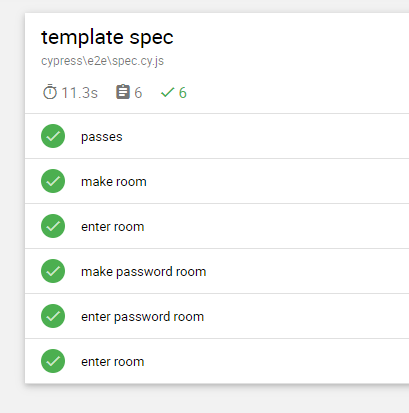 template spec
cypress\e2e\spec.cy.js
11.3s 6 6
passes
make room
enter room
make password room
enter password room
enter room